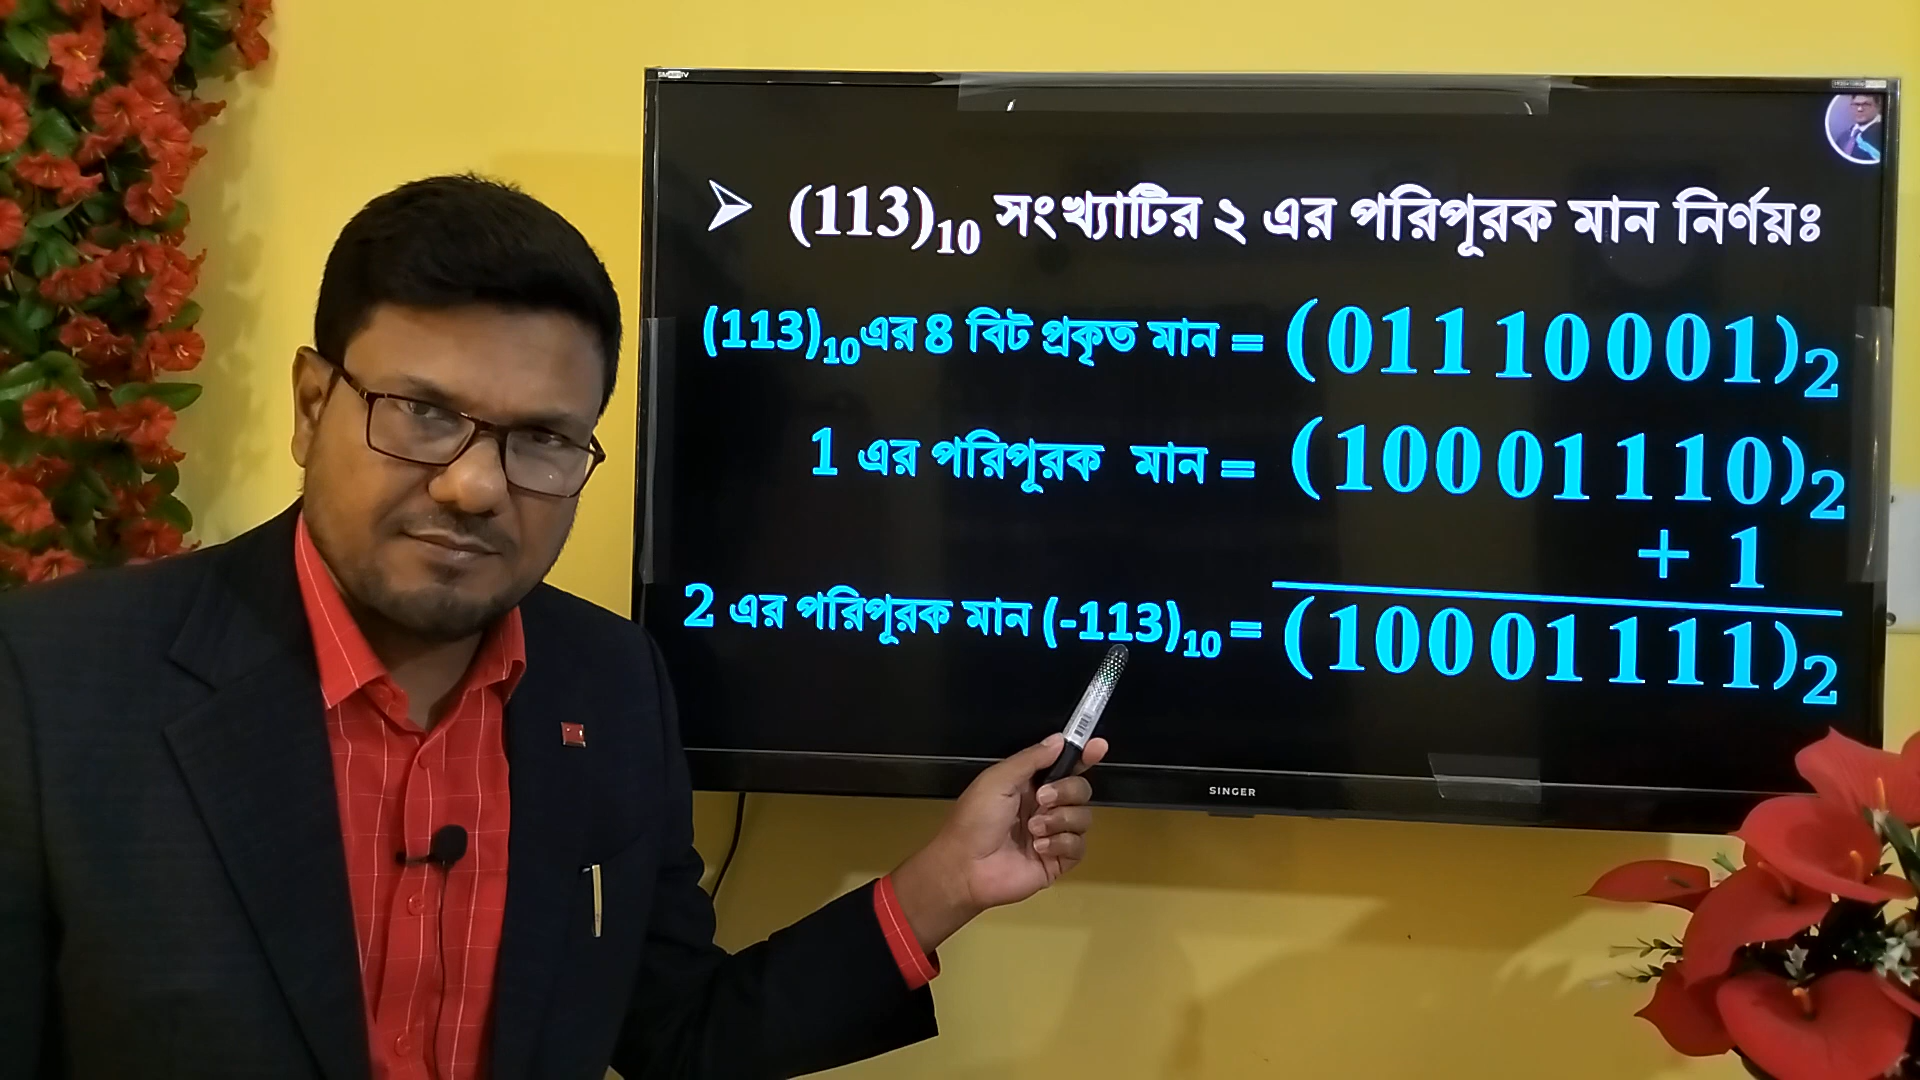 ➢ (113)₁₀ সংখ্যাটির ২ এর পরিপূরক মান নির্ণয়ঃ
(113)₁₀এর 8 বিট প্রকৃত মান = (01110001)₂
1 এর পরিপূরক মান = (10001110)₂
+ 1
2 এর পরিপূরক মান (-113)₁₀ = (10001111)₂
SINGER